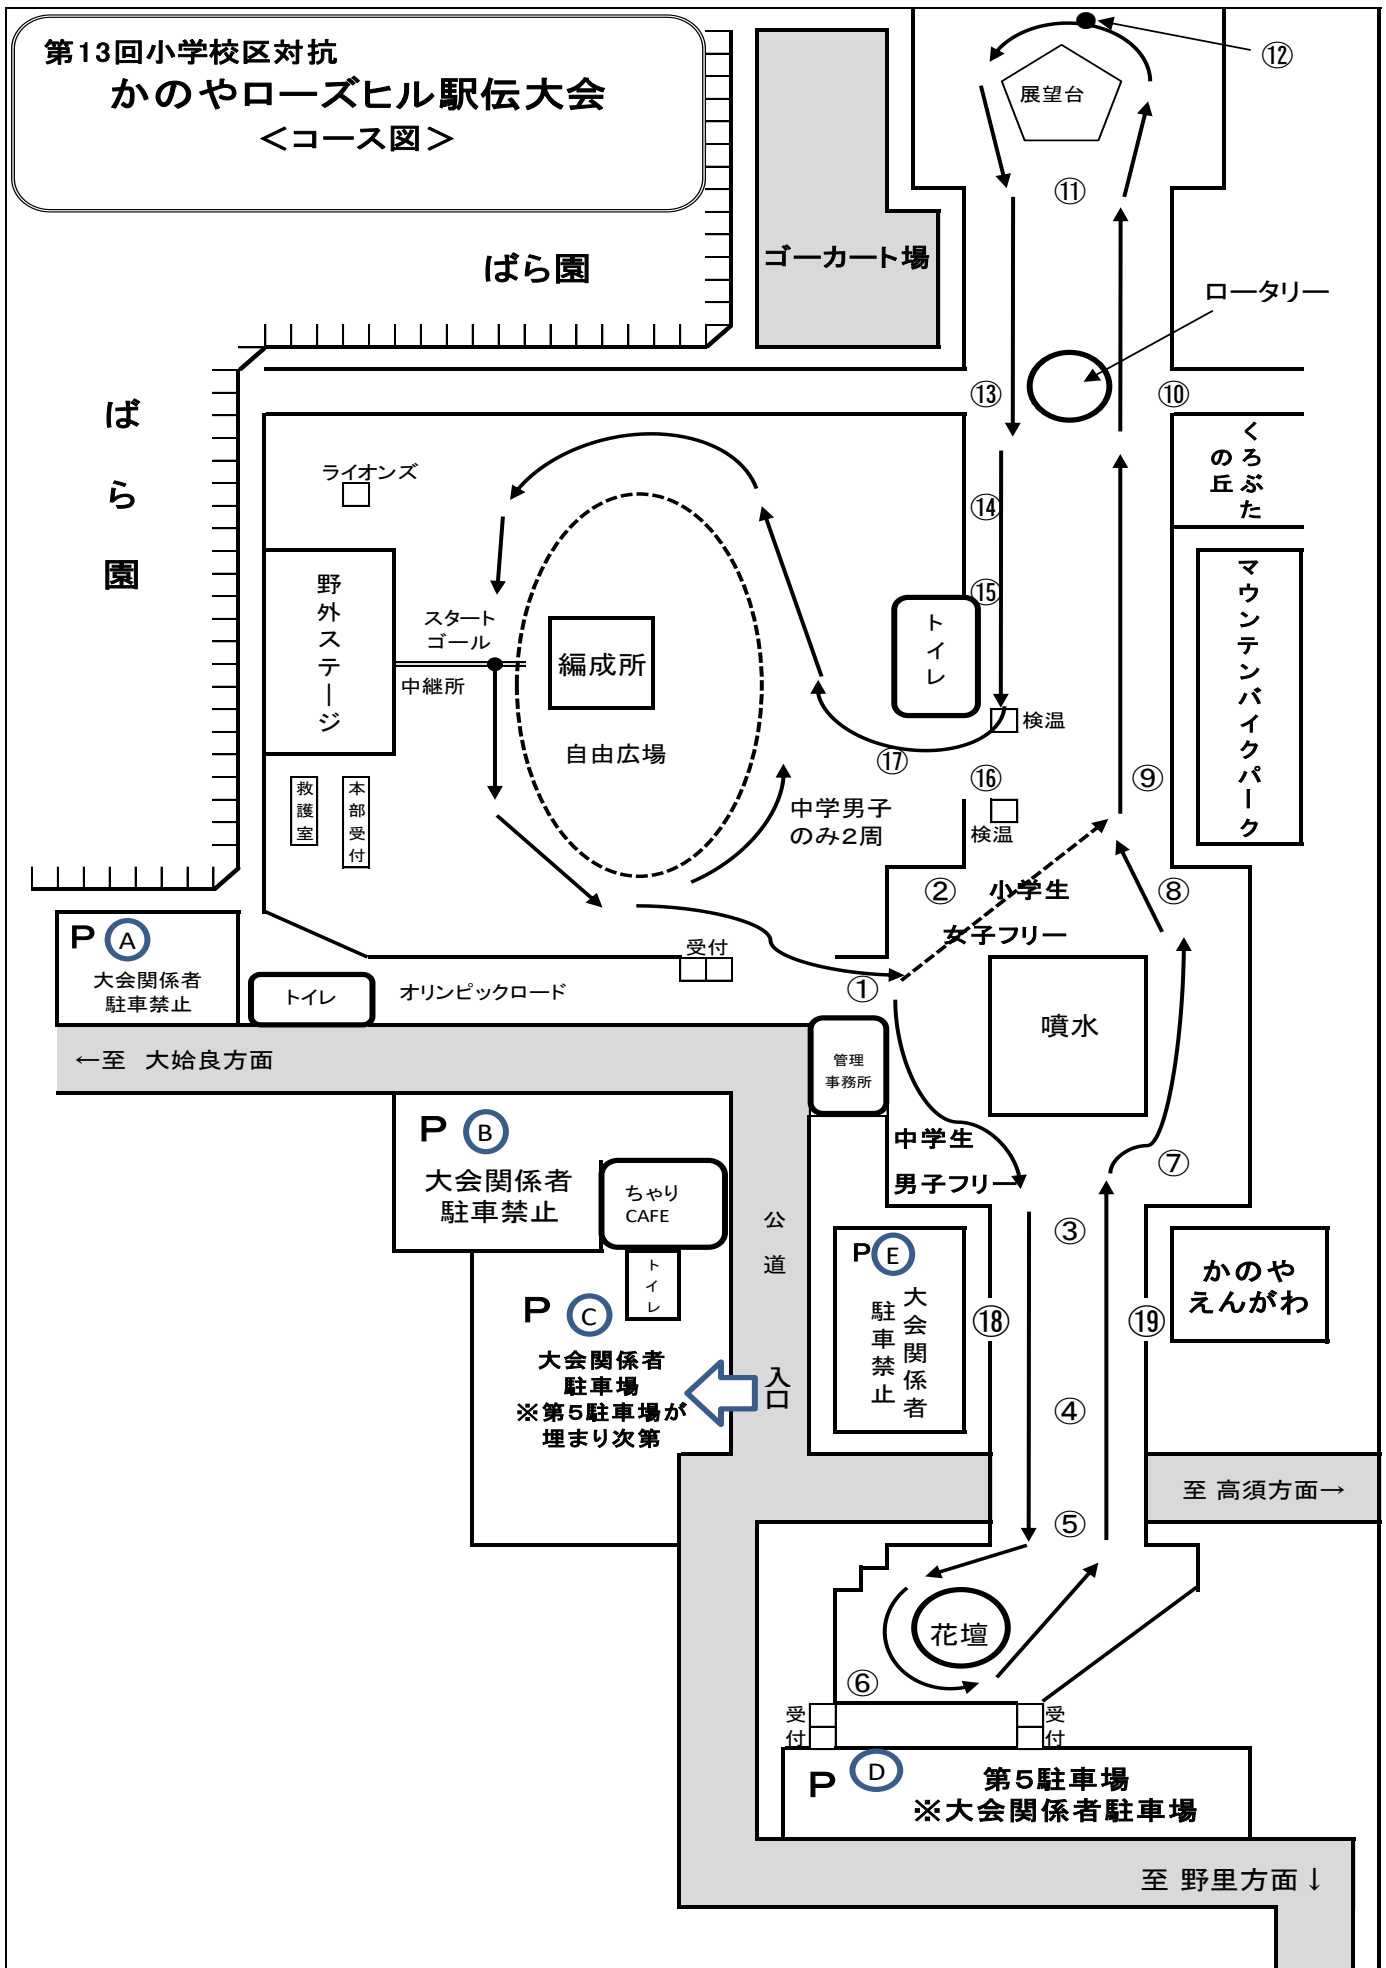 第13回小学校区対抗
かのやローズヒル駅伝大会
＜コース図＞
⑫
展望台
⑪
ばら園
ゴーカート場
ロータリー
ばら園
⑬
⑩
くろぶた
の丘
ライオンズ
⑭
野外ステージ
スタート
ゴール
中継所
編成所
自由広場
⑮
トイレ
検温
マウンテンバイクパーク
⑰
⑯
⑨
救護室
本部受付
中学男子
のみ2周
検温
②
小学生
⑧
女子フリー
P A
大会関係者
駐車禁止
トイレ
オリンピックロード
受付
①
噴水
←至 大姶良方面
管理
事務所
P B
大会関係者
駐車禁止
ちゃり
CAFE
トイレ
中学生
男子フリー
⑦
公道
③
P E
大会関係者
駐車禁止
かのや
えんがわ
P C
大会関係者
駐車場
※第5駐車場が
埋まり次第
入口
⑱
⑲
④
至 高須方面→
⑤
花壇
⑥
受付
受付
P D
第5駐車場
※大会関係者駐車場
至 野里方面↓